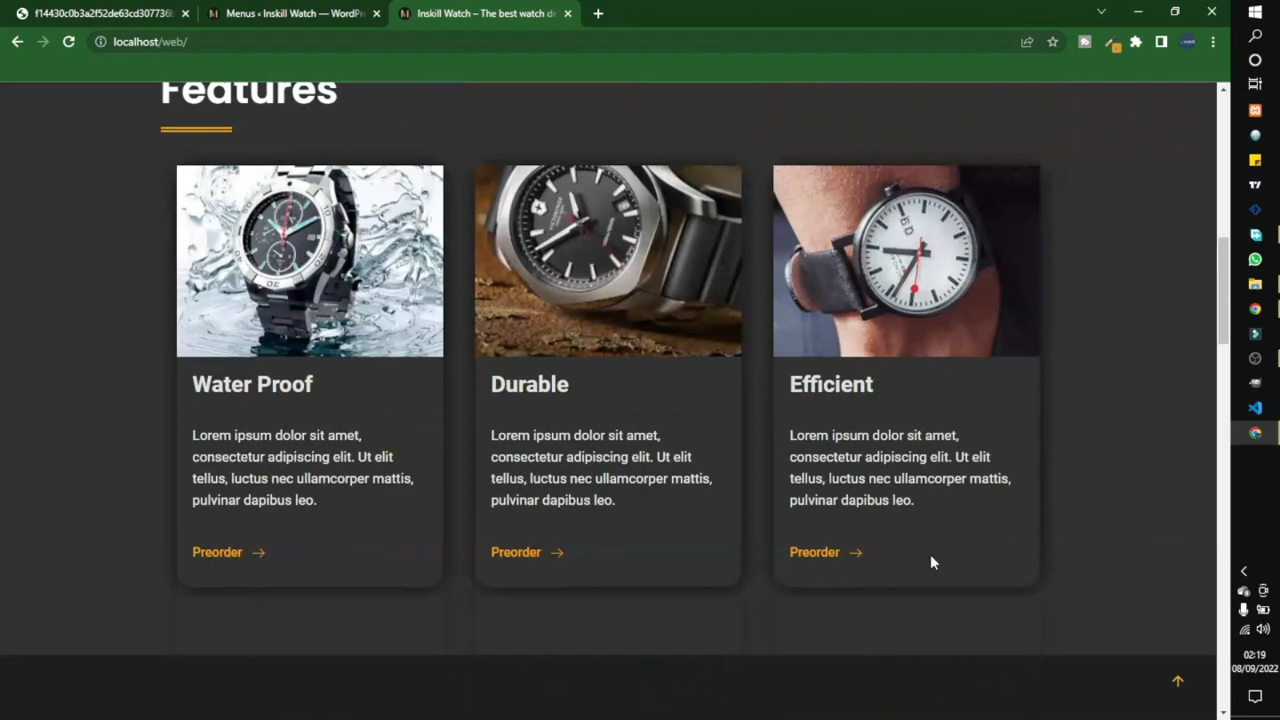 f14430c0b3a2f52de63cd307736b
Menus ‹ Inskill Watch — WordPr
Inskill Watch – The best watch de
localhost/web/
Features
Water Proof
Durable
Efficient
Lorem ipsum dolor sit amet,
consectetur adipiscing elit. Ut elit
tellus, luctus nec ullamcorper mattis,
pulvinar dapibus leo.
Lorem ipsum dolor sit amet,
consectetur adipiscing elit. Ut elit
tellus, luctus nec ullamcorper mattis,
pulvinar dapibus leo.
Lorem ipsum dolor sit amet,
consectetur adipiscing elit. Ut elit
tellus, luctus nec ullamcorper mattis,
pulvinar dapibus leo.
Preorder
Preorder
Preorder
02:19
08/09/2022